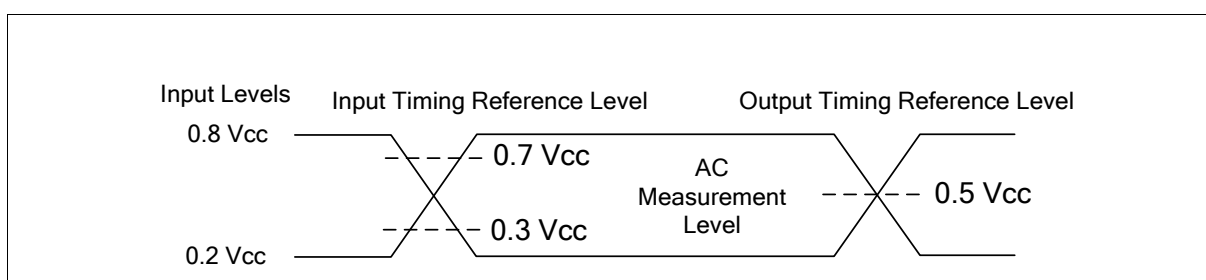 Input Levels
Input Timing Reference Level
Output Timing Reference Level
0.8 Vcc
0.7 Vcc
AC
Measurement
Level
0.5 Vcc
0.3 Vcc
0.2 Vcc